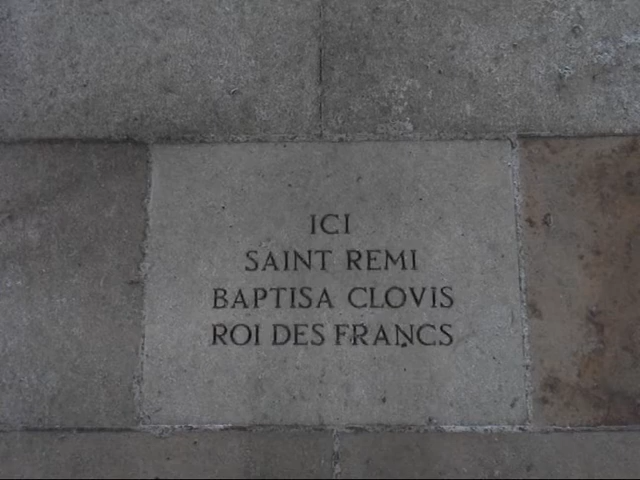 ICI
SAINT REMI
BAPTISA CLOVIS
ROI DES FRANCS